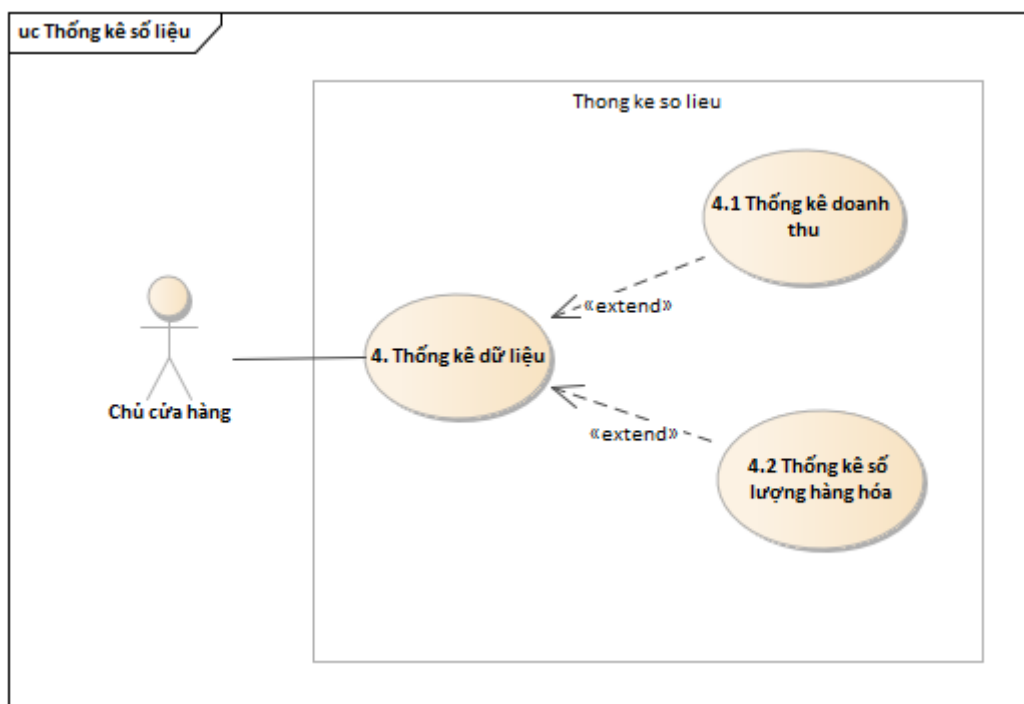 uc Thống kê số liệu
Thong ke so lieu
4.1 Thống kê doanh
thu
«extend»
4. Thống kê dữ liệu
Chủ cửa hàng
«extend»
4.2 Thống kê số
lượng hàng hóa